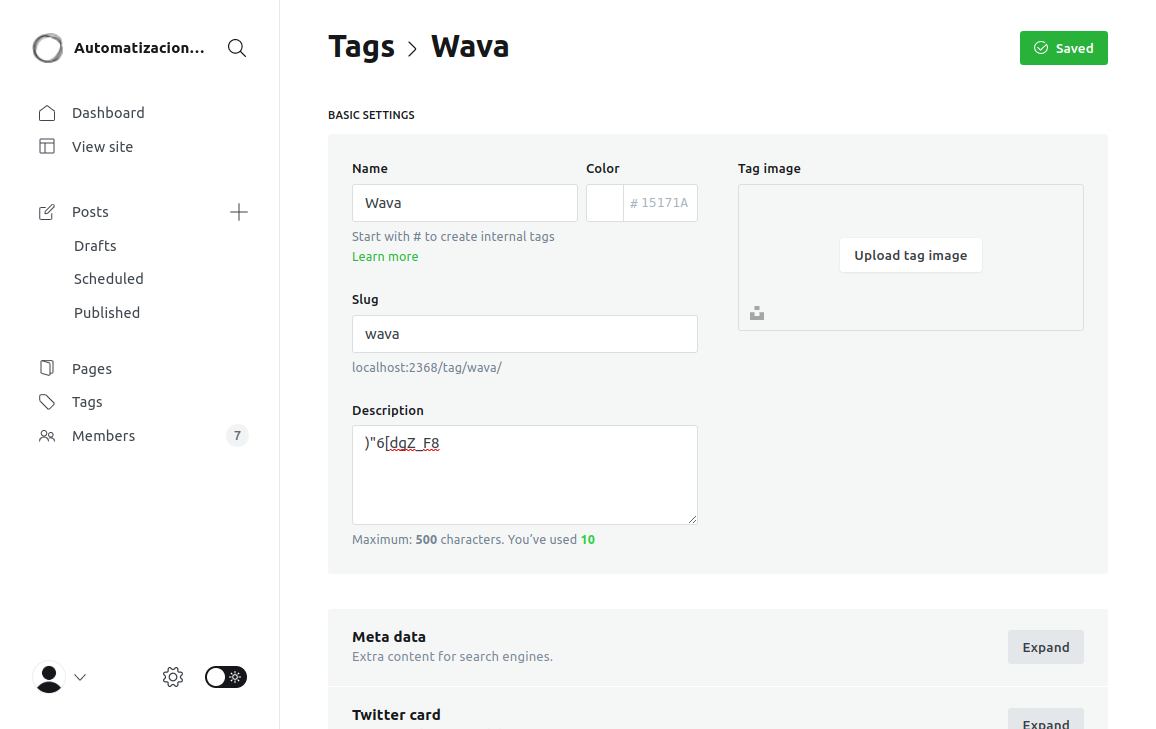 Automatizacion...
Dashboard
View site
Posts
Drafts
Scheduled
Published
Pages
Tags
Members 7
Tags > Wava
Saved
BASIC SETTINGS
Name
Wava
Color
# 15171A
Start with # to create internal tags
Learn more
Slug
wava
localhost:2368/tag/wava/
Description
)"6[dgZ_F8
Maximum: 500 characters. You’ve used 10
Tag image
Upload tag image
Meta data
Extra content for search engines.
Expand
Twitter card
Expand